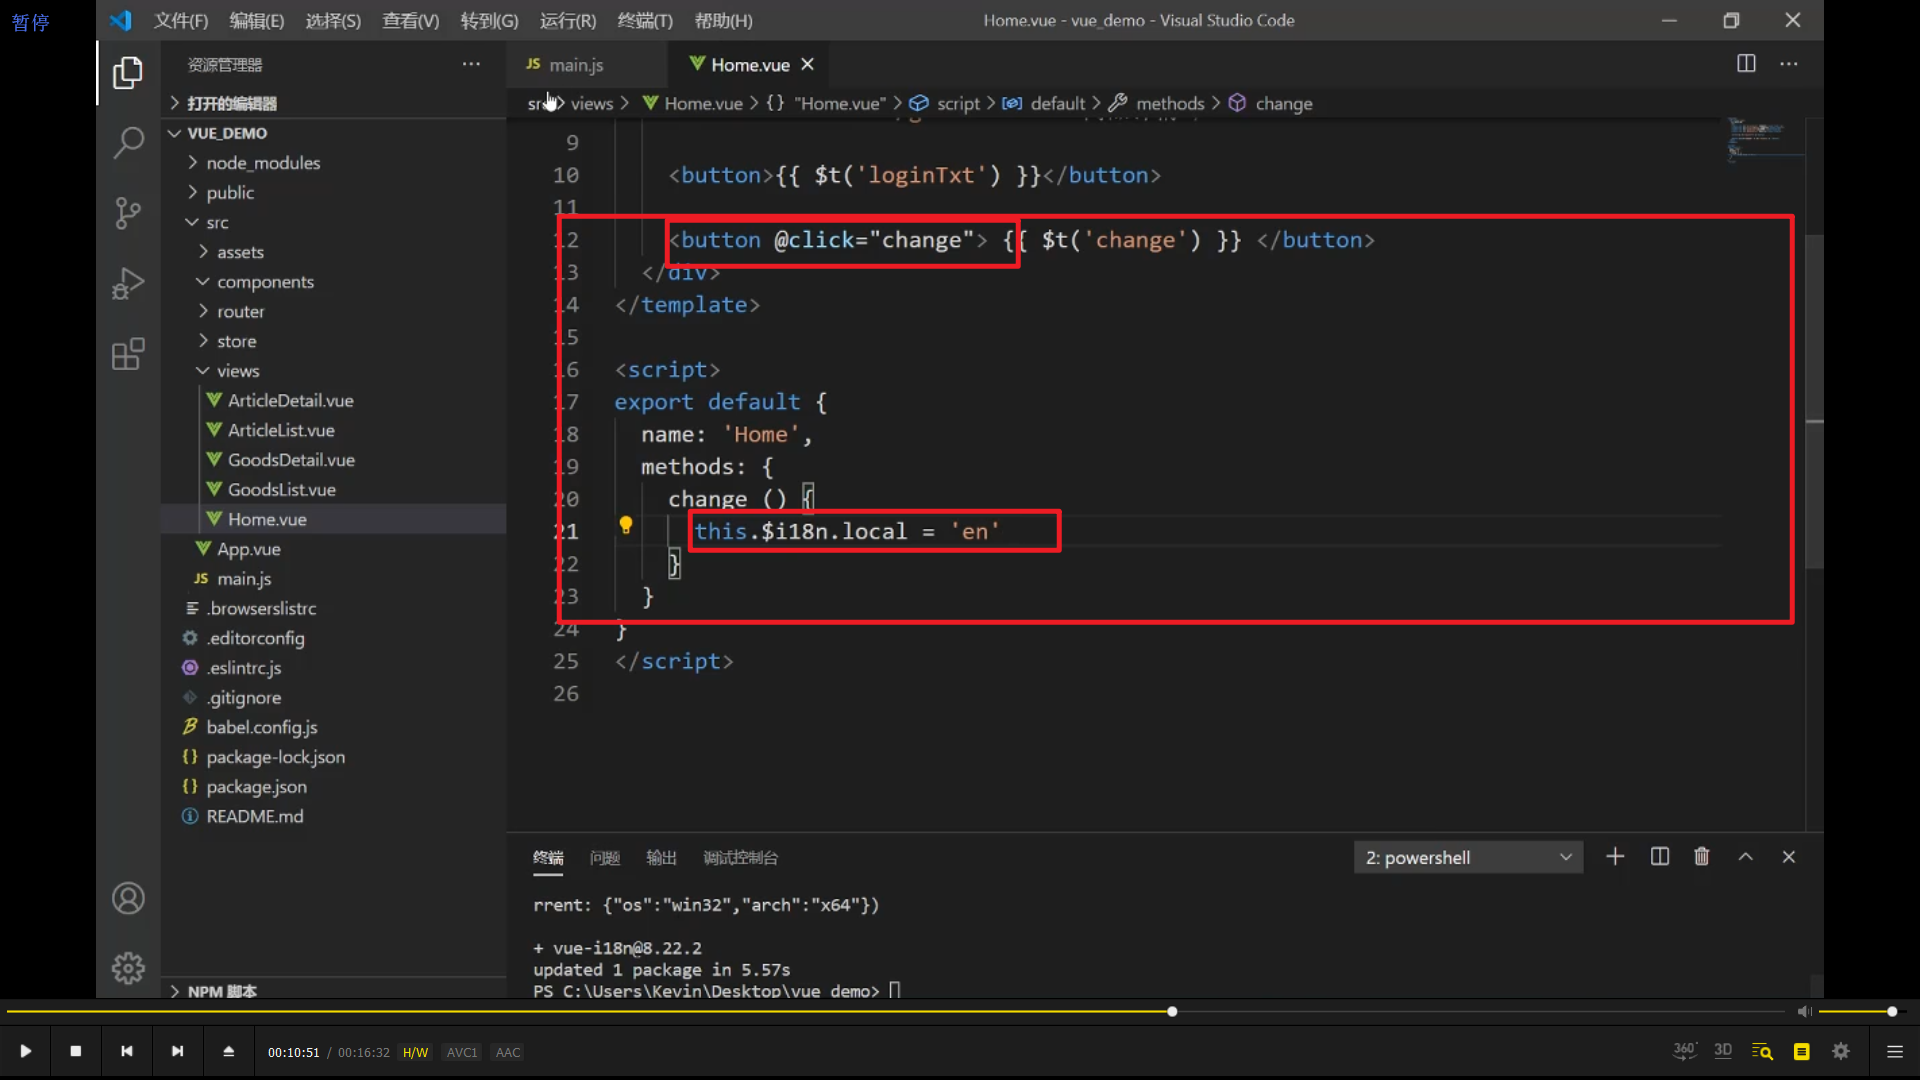 暂停
文件(F) 编辑(E) 选择(S) 查看(V) 转到(G) 运行(R) 终端(T) 帮助(H) Home.vue - vue_demo - Visual Studio Code
资源管理器
打开的编辑器
VUE_DEMO
node_modules
public
src
assets
components
router
store
views
ArticleDetail.vue
ArticleList.vue
GoodsDetail.vue
GoodsList.vue
Home.vue
App.vue
JS main.js
.browserslistrc
.editorconfig
.eslintrc.js
.gitignore
babel.config.js
{} package-lock.json
{} package.json
README.md
NPM 脚本
JS main.js Home.vue
src > views > Home.vue > {} "Home.vue" > script > default > methods > change
9
10 <button>{{ $t('loginTxt') }}</button>
11
12 <button @click="change"> {{ $t('change') }} </button>
13 </div>
14 </template>
15
16 <script>
17 export default {
18 name: 'Home',
19 methods: {
20 change () {
21 this.$i18n.local = 'en'
22 }
23 }
24 }
25 </script>
26
终端 问题 输出 调试控制台 2: powershell
rrent: {"os":"win32","arch":"x64"})
+ vue-i18n@8.22.2
updated 1 package in 5.57s
PS C:\Users\Kevin\Desktop\vue_demo>
00:10:51 / 00:16:32 H/W AVC1 AAC 360° 3D